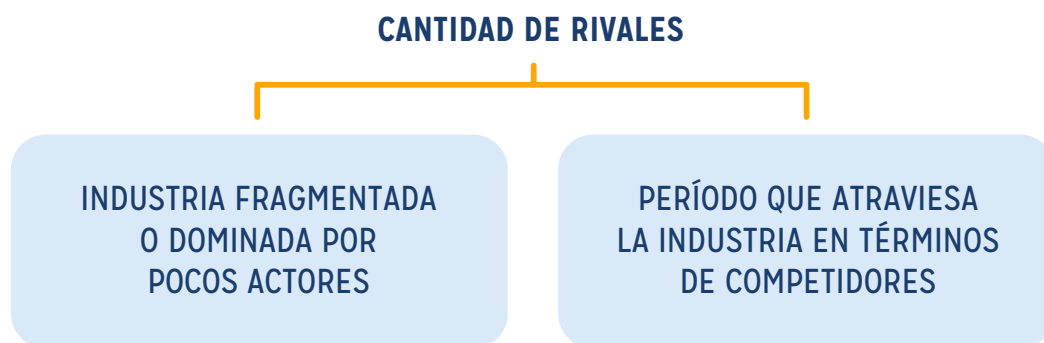 CANTIDAD DE RIVALES
INDUSTRIA FRAGMENTADA
O DOMINADA POR
POCOS ACTORES
PERÍODO QUE ATRAVIESA
LA INDUSTRIA EN TÉRMINOS
DE COMPETIDORES